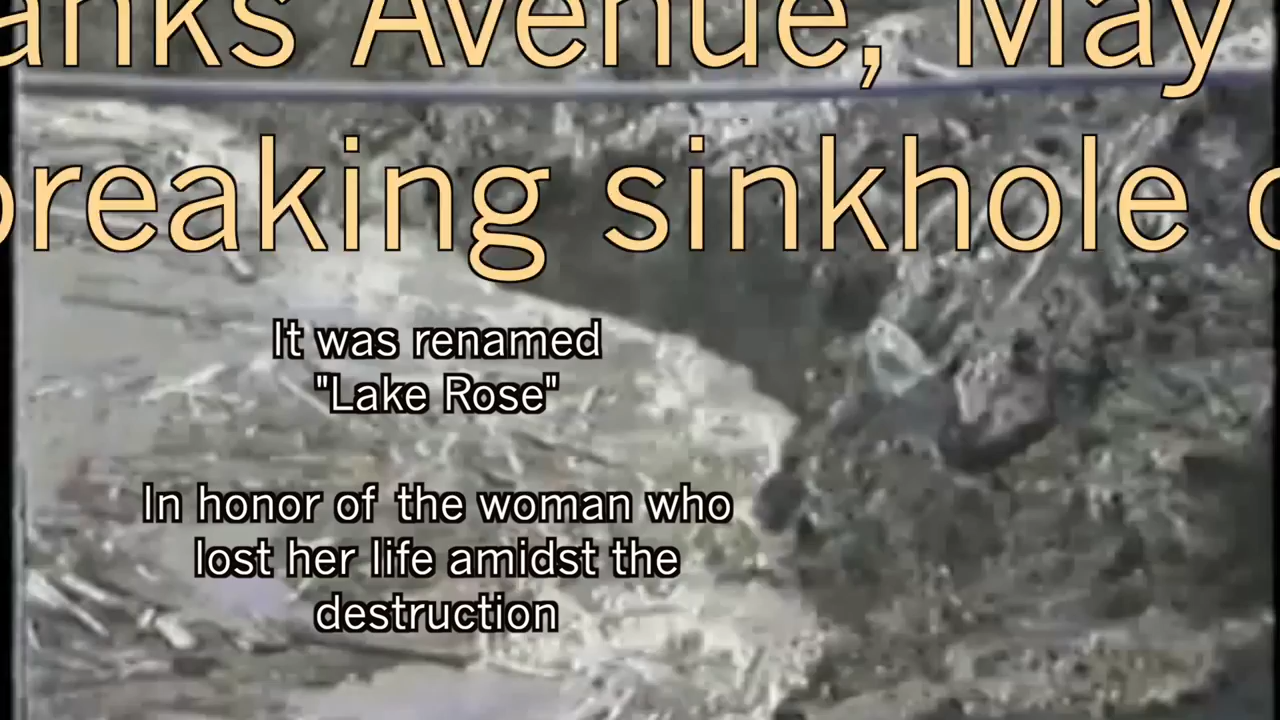 anks Avenue, May
breaking sinkhole
It was renamed
"Lake Rose"
In honor of the woman who
lost her life amidst the
destruction